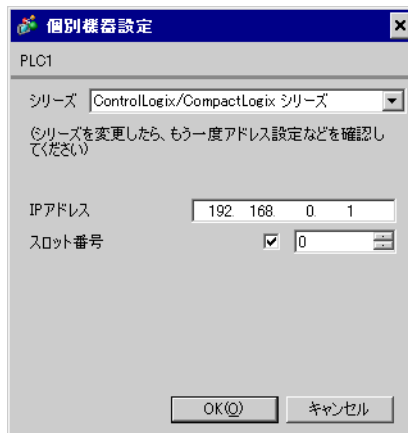 個別機器設定
PLC1
シリーズ ControlLogix/CompactLogix シリーズ
(シリーズを変更したら、もう一度アドレス設定などを確認し
てください)
IPアドレス 192. 168. 0. 1
スロット番号 0
OK(O) キャンセル